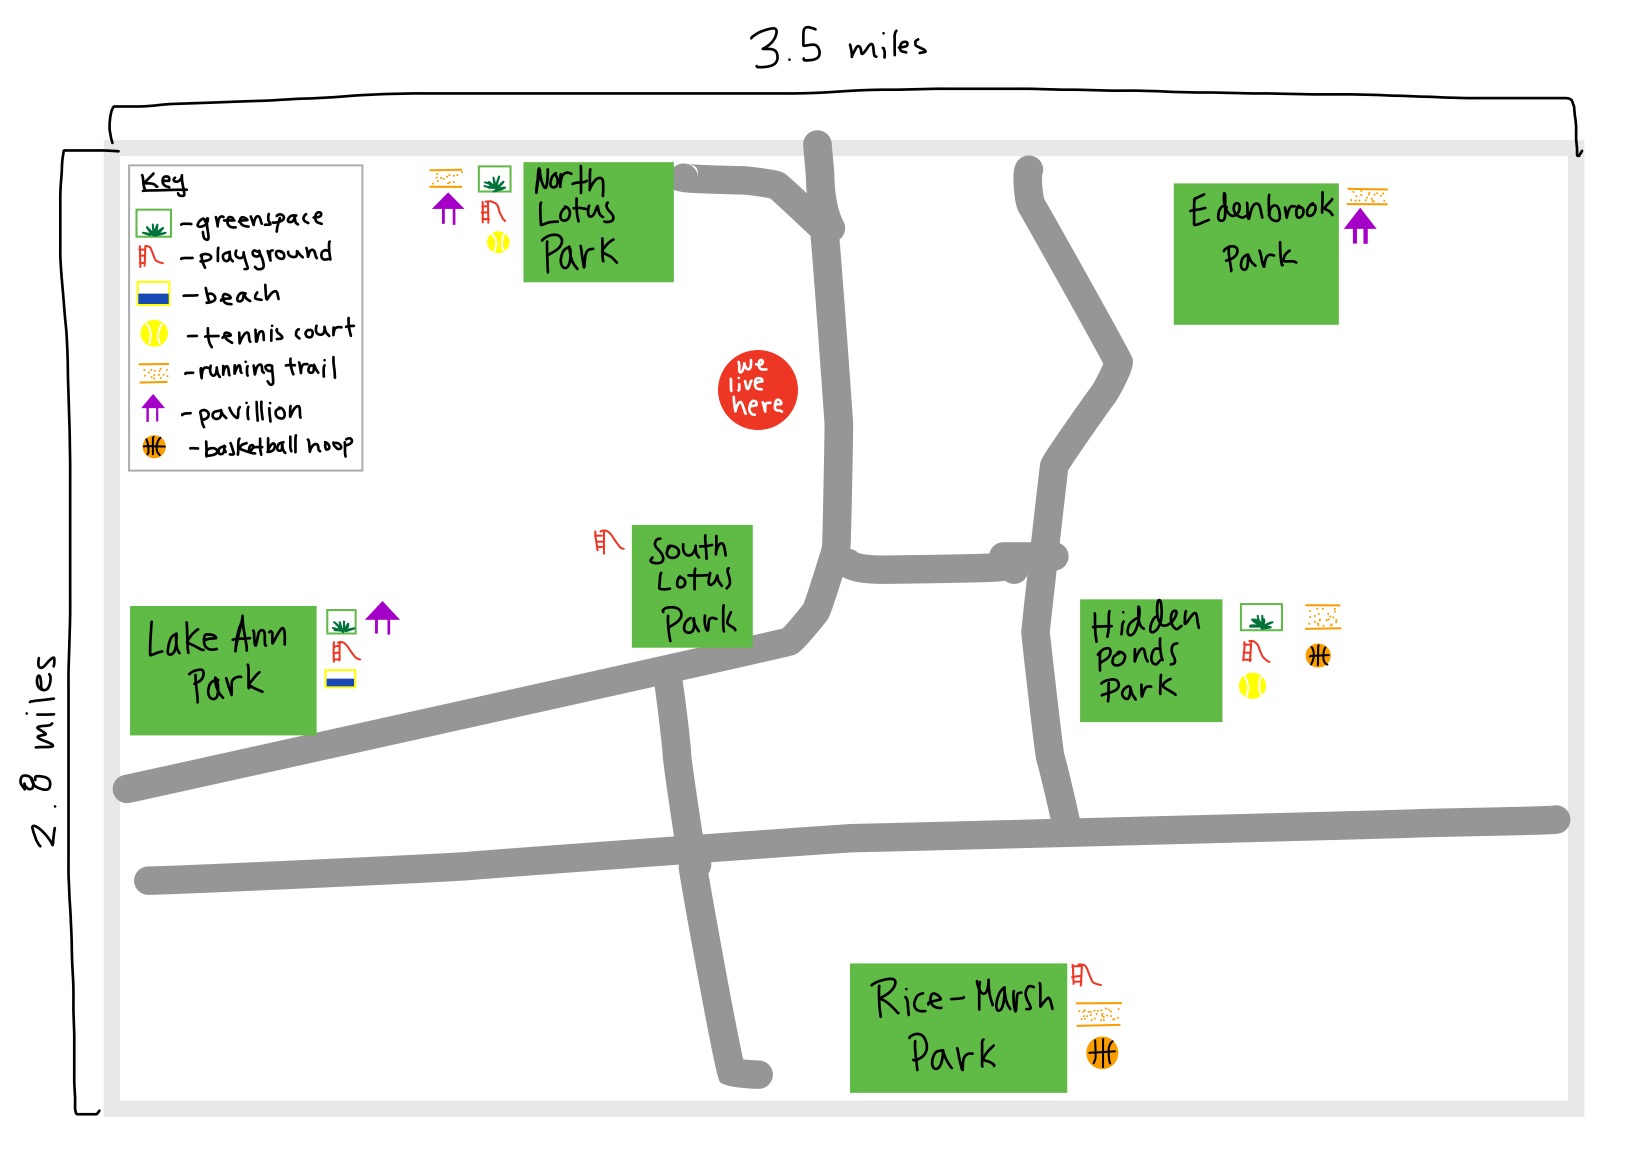 3.5 miles
2.8 miles
Key
-greenspace
-playground
-beach
-tennis court
-running trail
-pavillion
-basketball hoop
North
Lotus
Park
Edenbrook
Park
we
live
here
South
Lotus
Park
Lake Ann
Park
Hidden
Ponds
Park
Rice-Marsh
Park